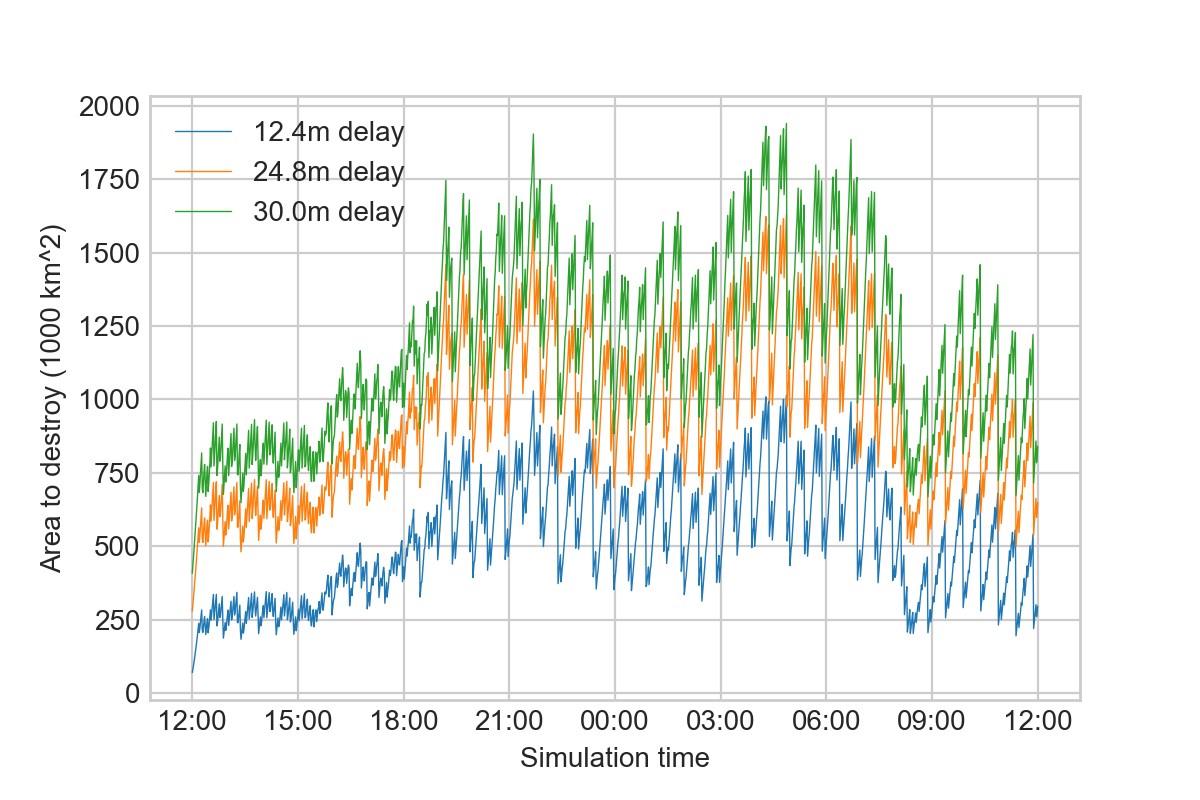 2000
1750
1500
1250
1000
750
500
250
0
Area to destroy (1000 km^2)
12.4m delay
24.8m delay
30.0m delay
12:00 15:00 18:00 21:00 00:00 03:00 06:00 09:00 12:00
Simulation time